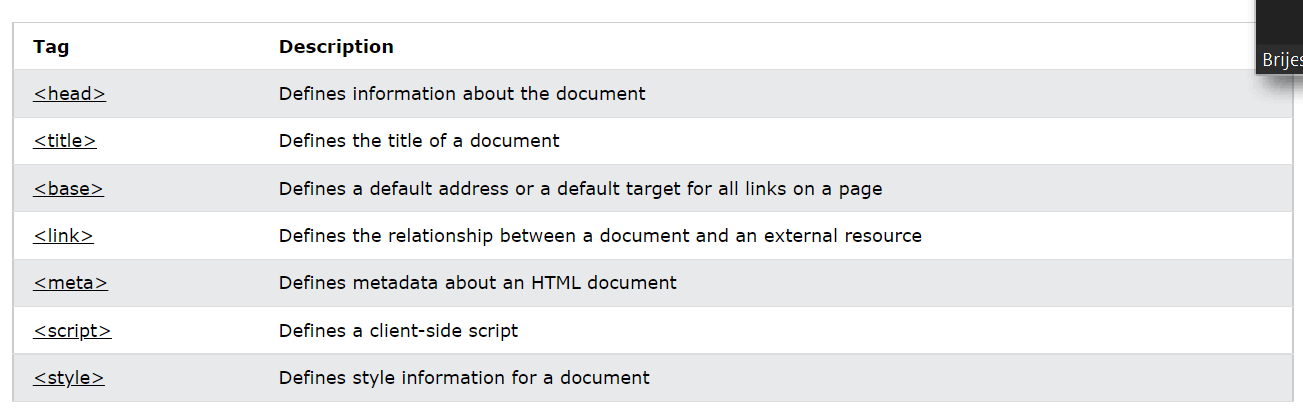 Tag Description
<head> Defines information about the document
<title> Defines the title of a document
<base> Defines a default address or a default target for all links on a page
<link> Defines the relationship between a document and an external resource
<meta> Defines metadata about an HTML document
<script> Defines a client-side script
<style> Defines style information for a document